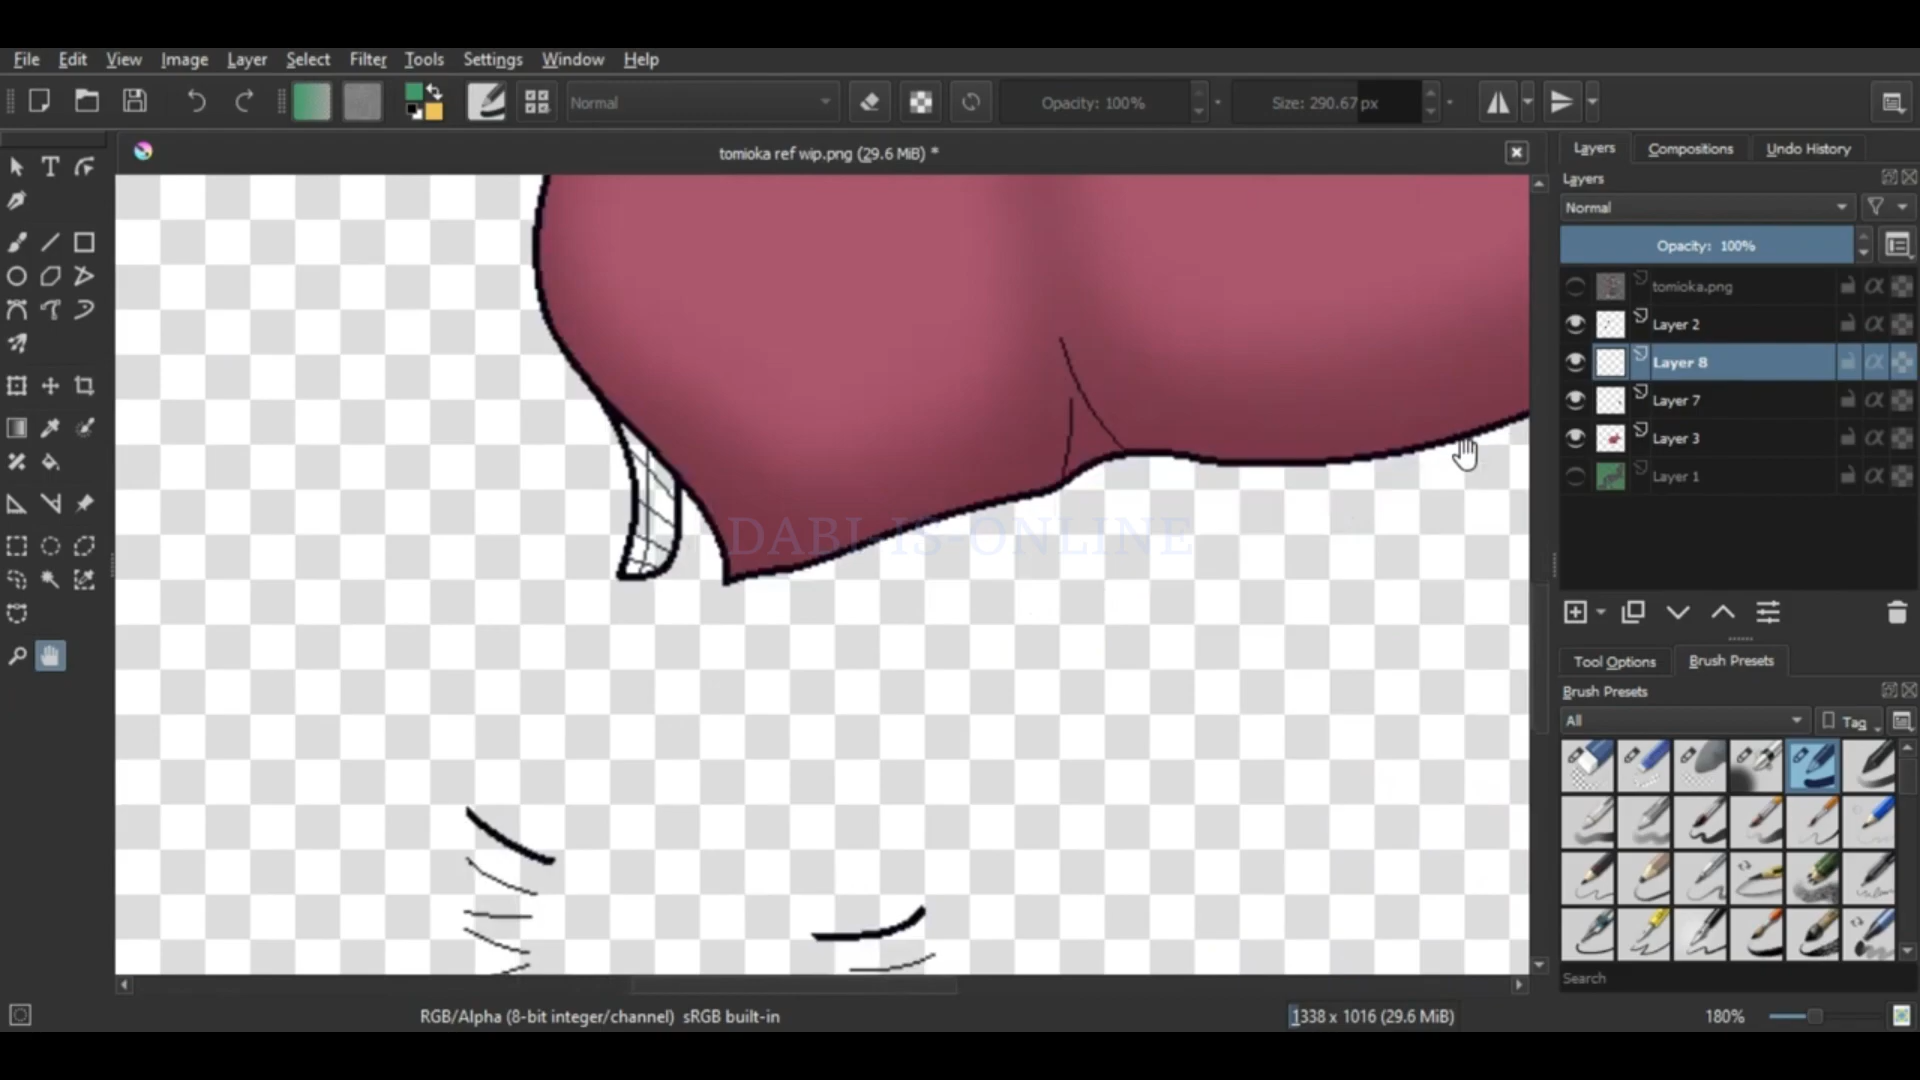 File Edit View Image Layer Select Filter Tools Settings Window Help
Normal Opacity: 100% Size: 290.67 px
tomioka ref wip.png (29.6 MiB) *
Layers Compositions Undo History
Layers
Normal
Opacity: 100%
tomioka.png
Layer 2
Layer 8
Layer 7
Layer 3
Layer 1
DABI-IS-ONLINE
Tool Options Brush Presets
Brush Presets
All Tag
Search
RGB/Alpha (8-bit integer/channel) sRGB built-in 1338 x 1016 (29.6 MiB) 180%